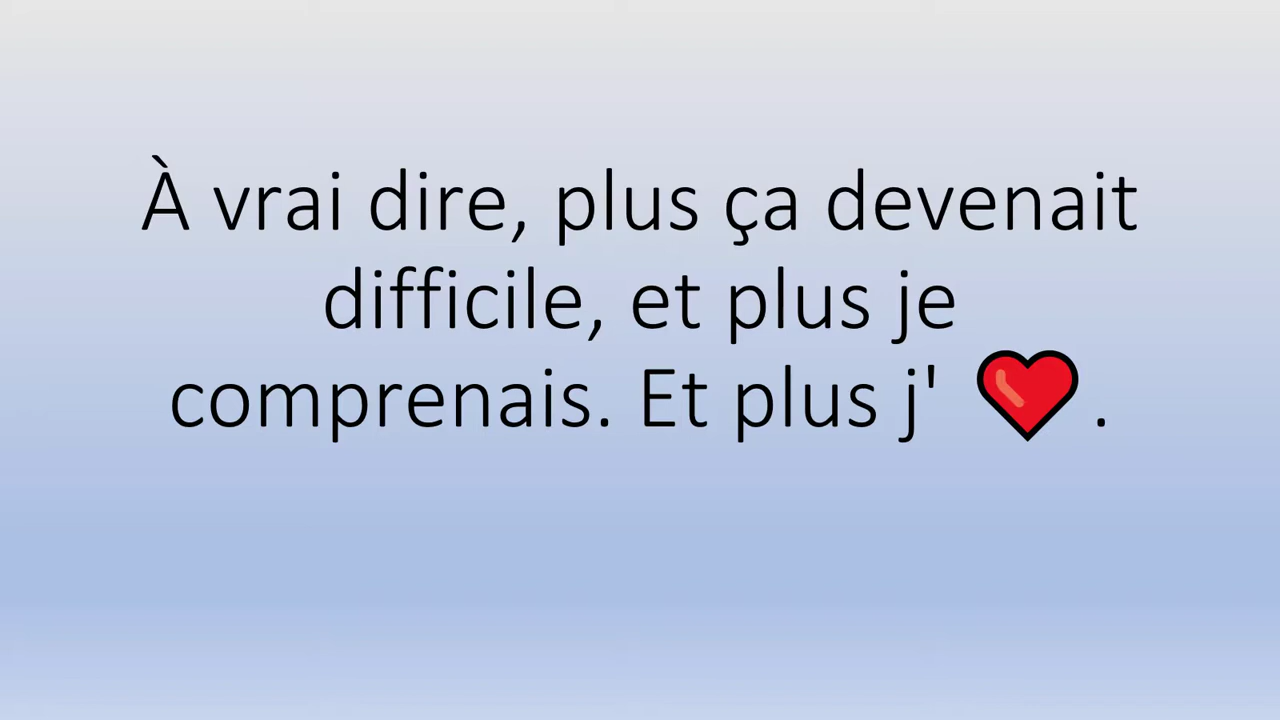 À vrai dire, plus ça devenait
difficile, et plus je
comprenais. Et plus j' ❤️ .